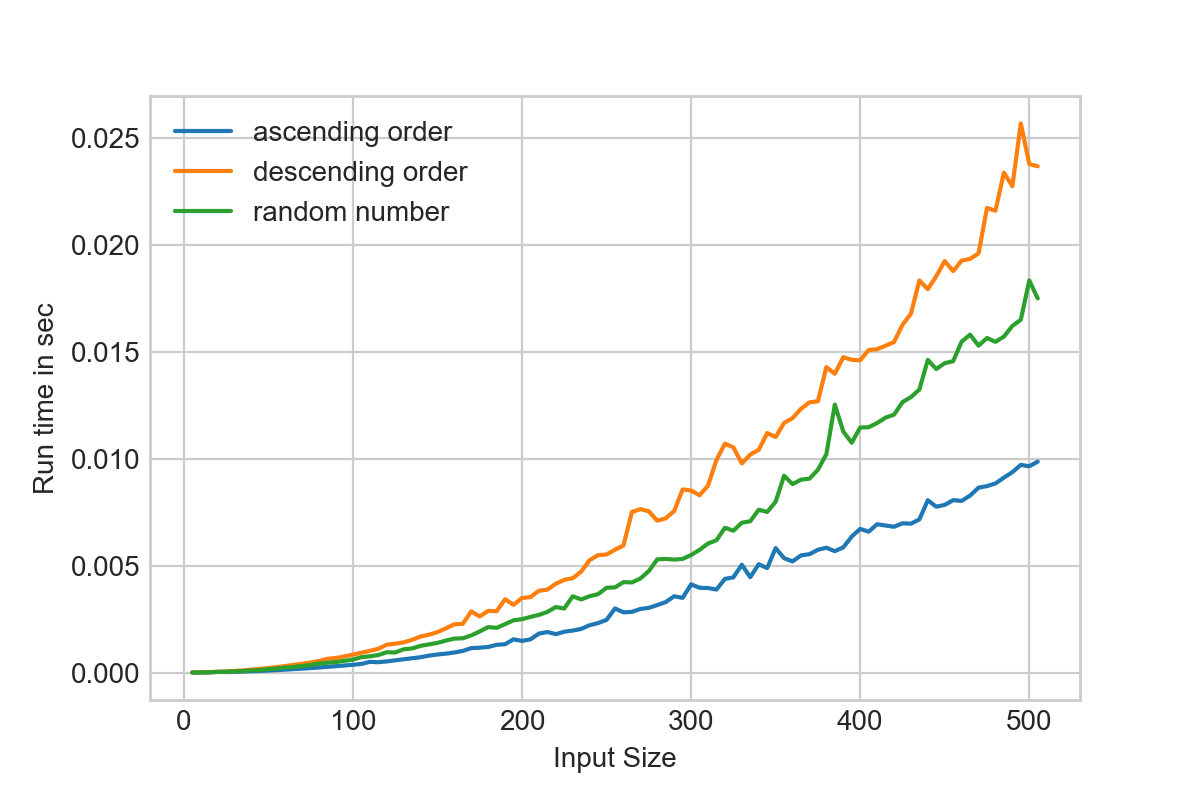 ascending order
descending order
random number
0.025
0.020
0.015
0.010
0.005
0.000
Run time in sec
0 100 200 300 400 500
Input Size